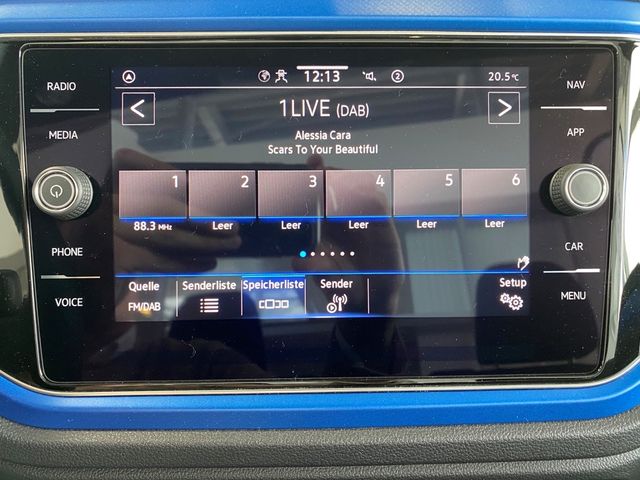 RADIO
MEDIA
PHONE
VOICE
12:13
2
20.5°C
1LIVE (DAB)
Alessia Cara
Scars To Your Beautiful
1 2 3 4 5 6
88.3 MHz Leer Leer Leer Leer Leer
Quelle Senderliste Speicherliste Sender Setup
FM/DAB
NAV
APP
CAR
MENU